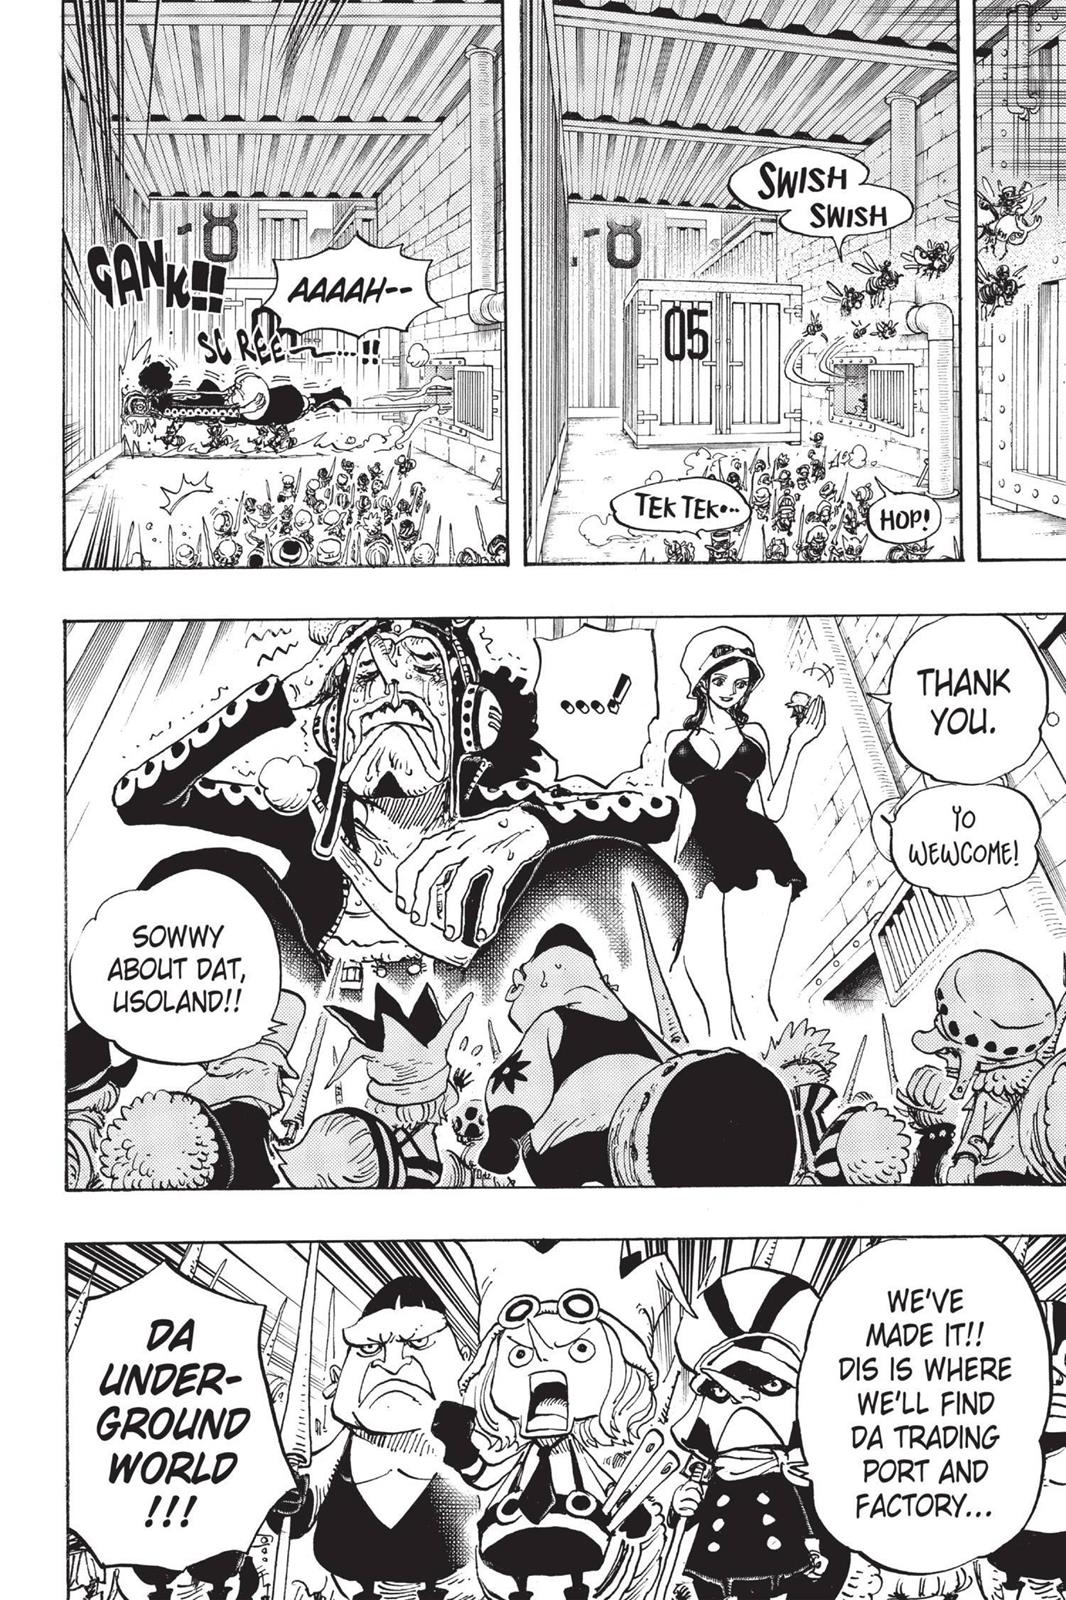 SWISH
SWISH
05
HOP!
TEK TEK...
AAAAH--
GANK!!
SCREE...!!
THANK
YOU.
YO
WEWCOME!
....!
SOWWY
ABOUT DAT,
USOLAND!!
WE'VE
MADE IT!!
DIS IS WHERE
WE'LL FIND
DA TRADING
PORT AND
FACTORY...
DA
UNDER-
GROUND
WORLD
!!!